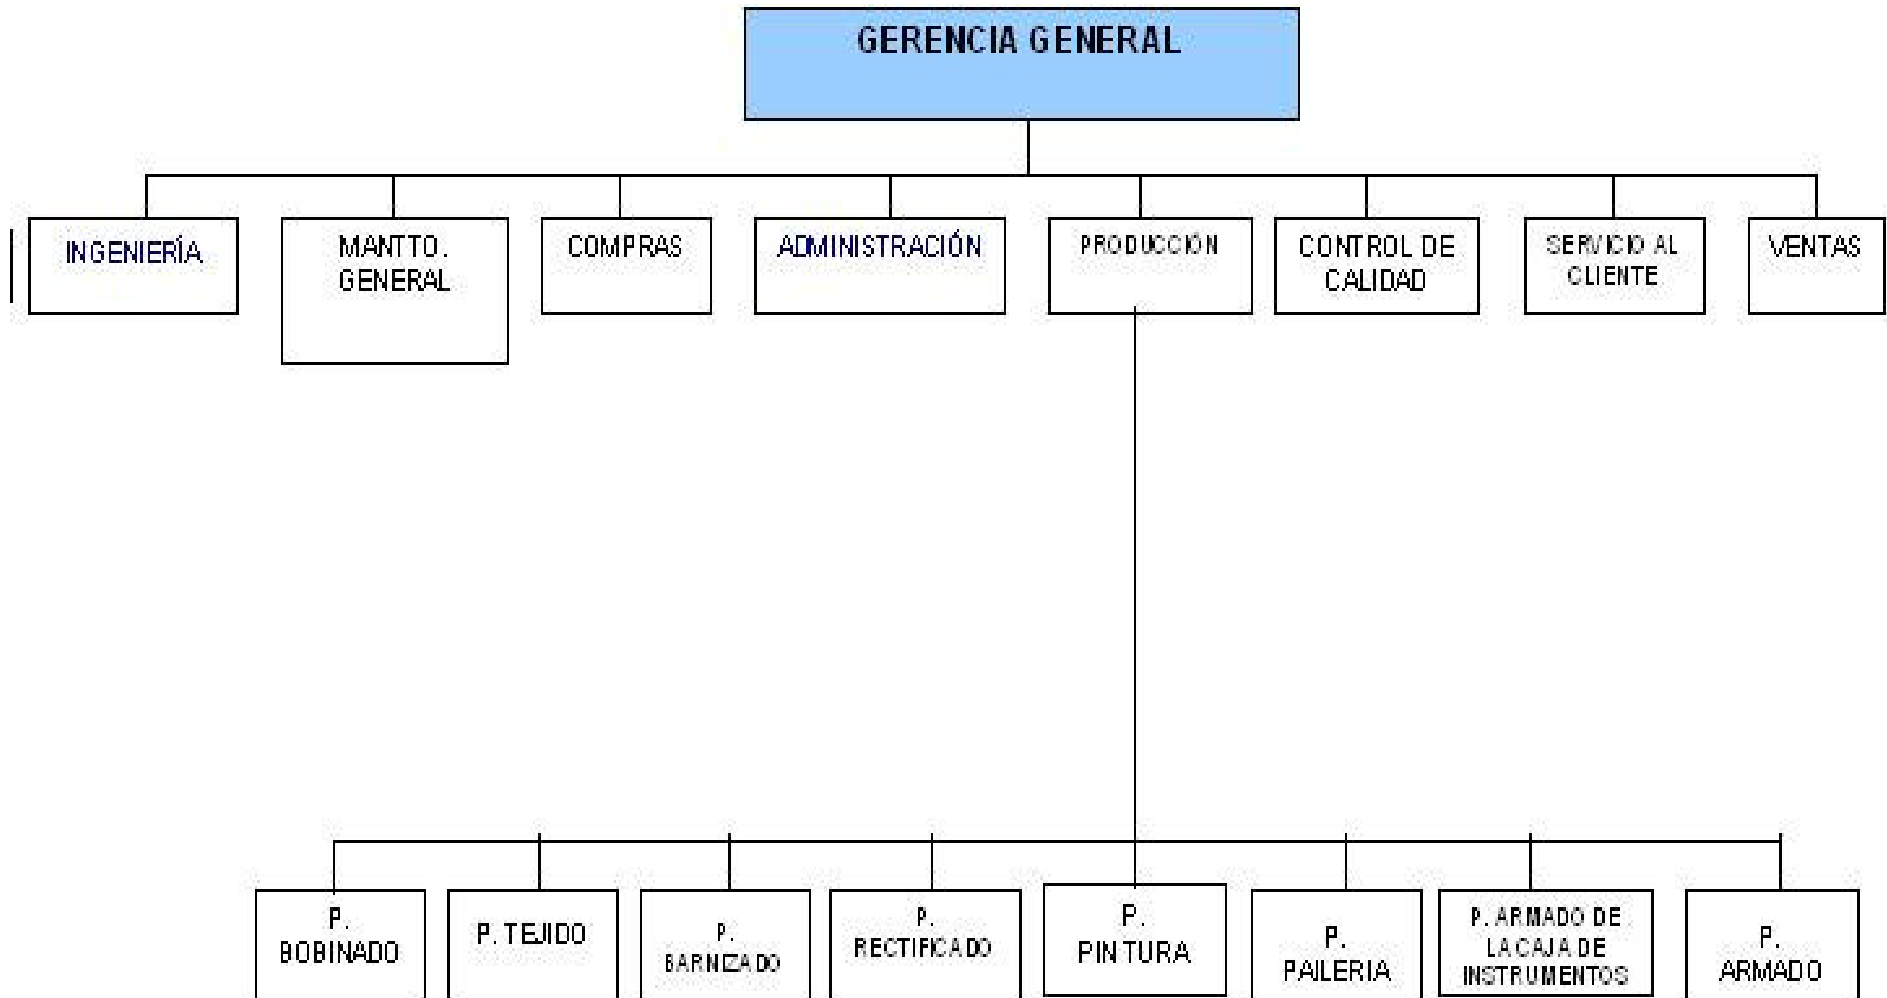 GERENCIA GENERAL
INGENIERÍA
MANTTO.
GENERAL
COMPRAS
ADMINISTRACIÓN
PRODUCCIÓN
CONTROL DE
CALIDAD
SERVICIO AL
CLIENTE
VENTAS
P.
BOBINADO
P. TEJIDO
P.
BARNIZADO
P.
RECTIFICADO
P.
PINTURA
P.
PAILERIA
P. ARMADO DE
LA CAJA DE
INSTRUMENTOS
P.
ARMADO